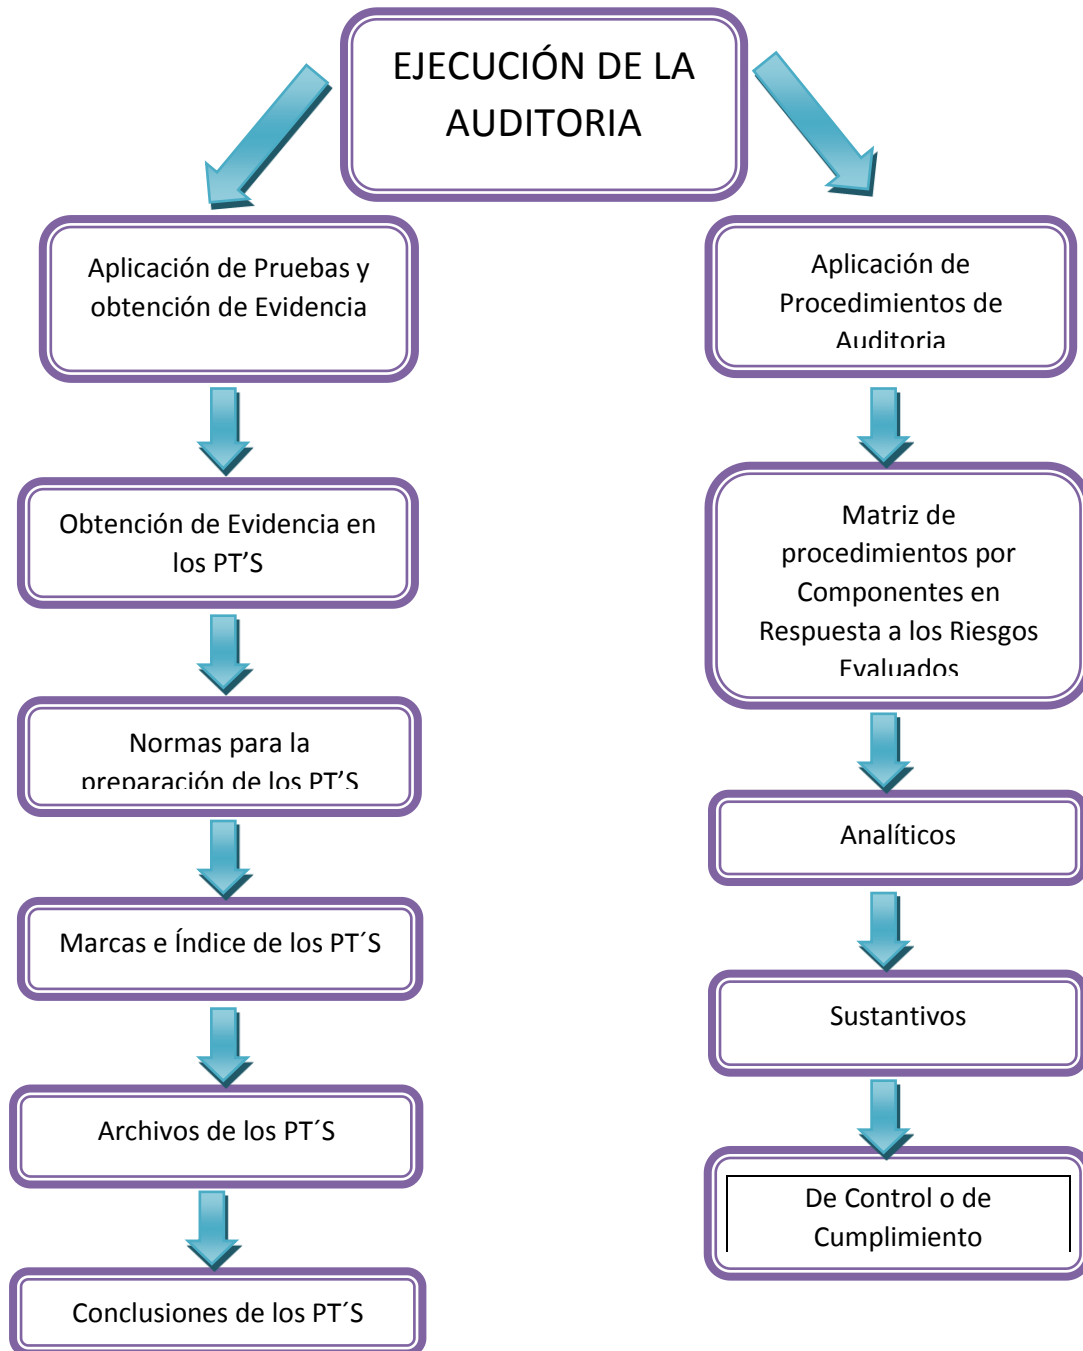 EJECUCIÓN DE LA
AUDITORIA
Aplicación de Pruebas y
obtención de Evidencia
Obtención de Evidencia en
los PT’S
Normas para la
preparación de los PT’S
Marcas e Índice de los PT´S
Archivos de los PT´S
Conclusiones de los PT´S
Aplicación de
Procedimientos de
Auditoria
Matriz de
procedimientos por
Componentes en
Respuesta a los Riesgos
Evaluados
Analíticos
Sustantivos
De Control o de
Cumplimiento